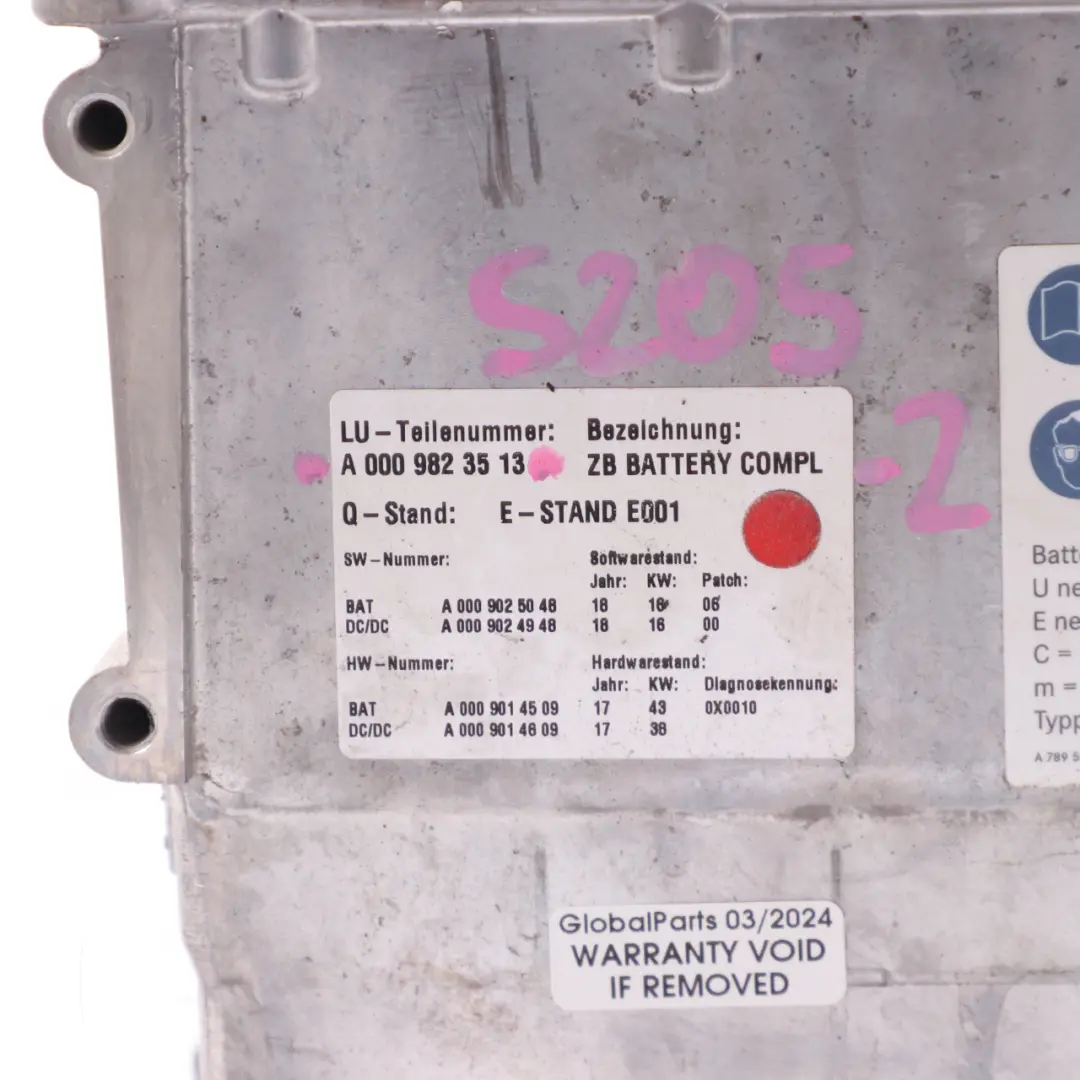 S205
LU-Teilenummer: Bezeichnung:
A 000 982 35 13 ZB BATTERY COMPL
-2
Q-Stand: E-STAND E001
SW-Nummer: Softwarestand:
Jahr: KW: Patch:
BAT A 000 902 50 48 18 16 06
DC/DC A 000 902 49 48 18 16 00
HW-Nummer: Hardwarestand:
Jahr: KW: Diagnosekennung:
BAT A 000 901 45 09 17 43 0X0010
DC/DC A 000 901 46 09 17 38
Batt
U ne
E ne
C =
m =
Typp
A 789 5
GlobalParts 03/2024
WARRANTY VOID
IF REMOVED